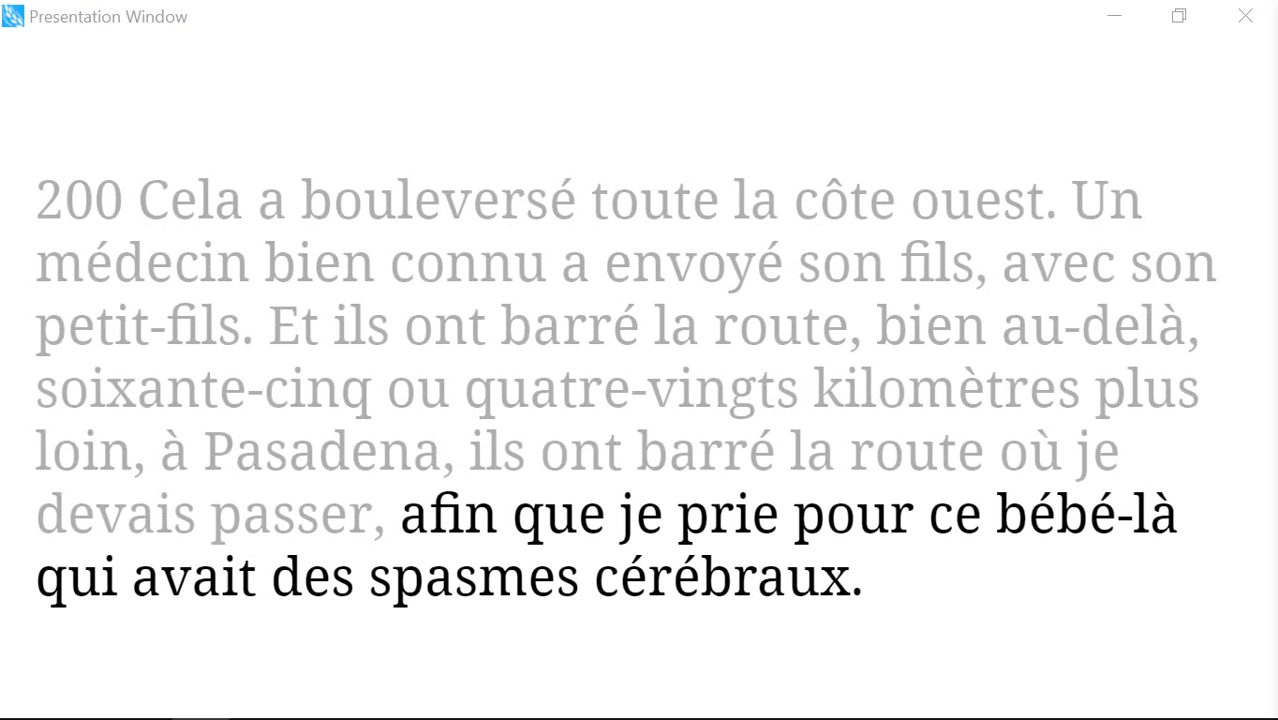 Presentation Window
200 Cela a bouleversé toute la côte ouest. Un
médecin bien connu a envoyé son fils, avec son
petit-fils. Et ils ont barré la route, bien au-delà,
soixante-cinq ou quatre-vingts kilomètres plus
loin, à Pasadena, ils ont barré la route où je
devais passer, afin que je prie pour ce bébé-là
qui avait des spasmes cérébraux.